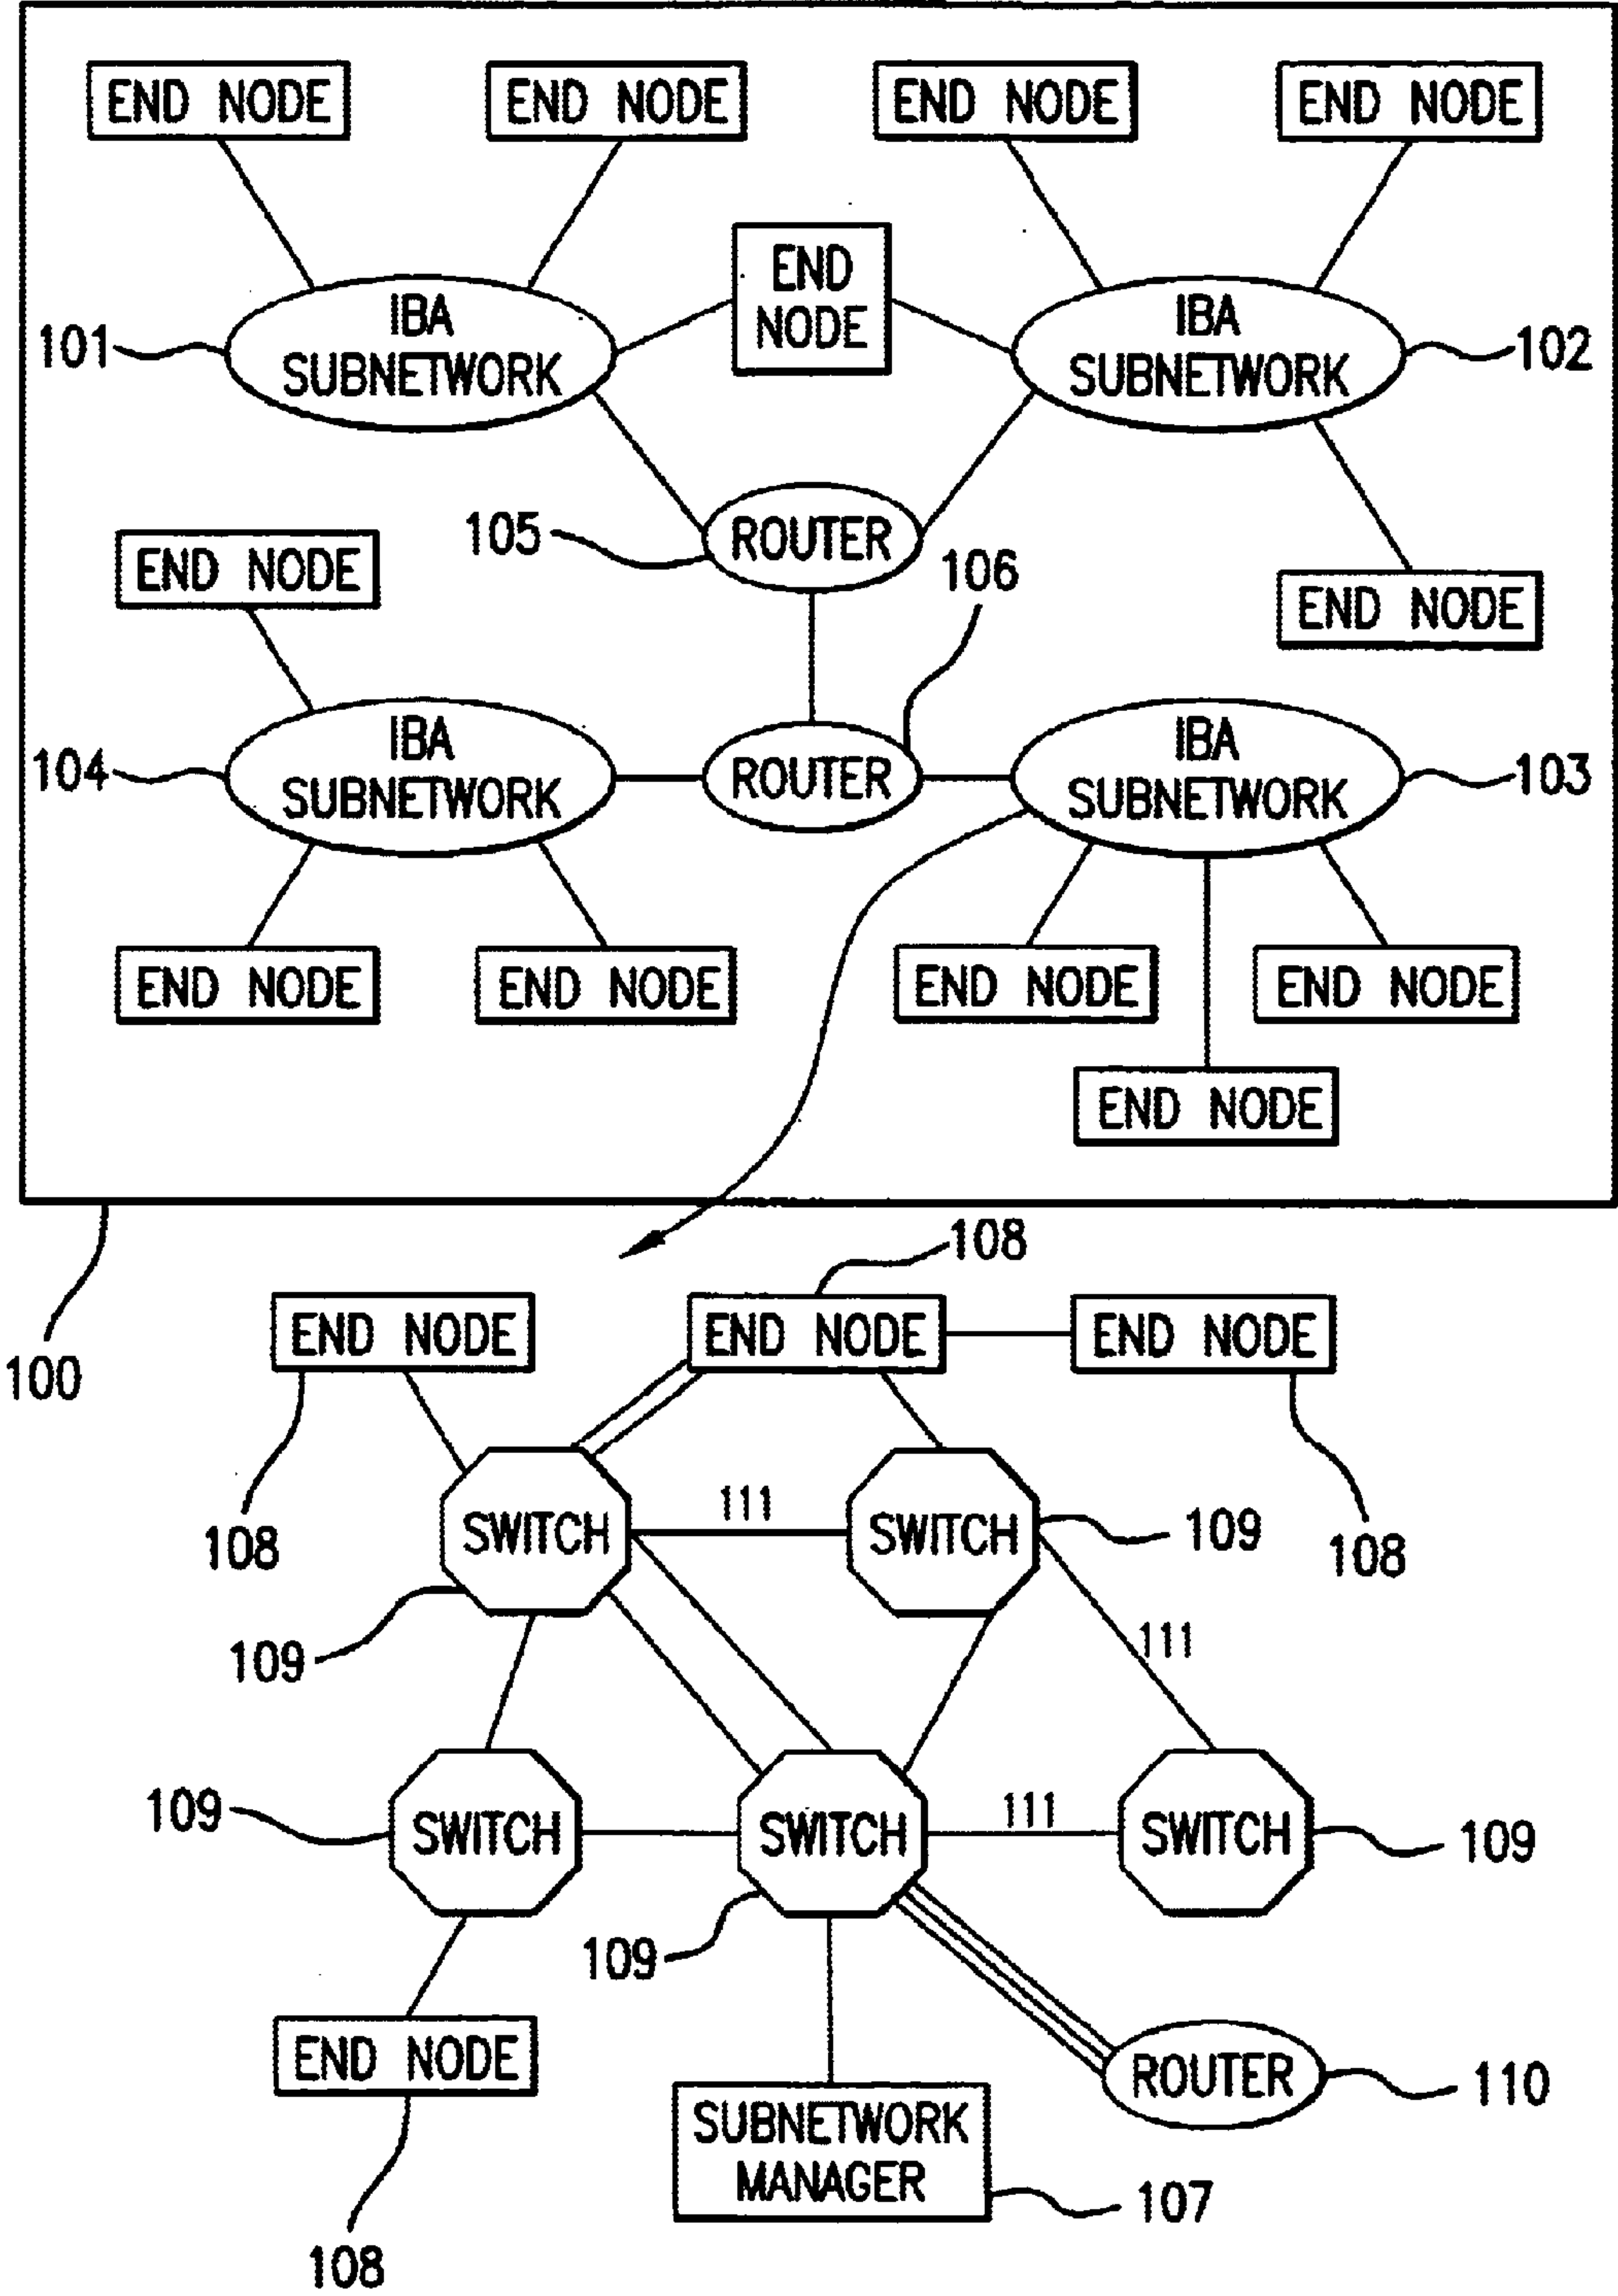 END NODE
END NODE
END NODE
END NODE
END
NODE
IBA
SUBNETWORK
IBA
SUBNETWORK
101
102
105
ROUTER
106
END NODE
END NODE
IBA
SUBNETWORK
ROUTER
IBA
SUBNETWORK
104
103
END NODE
END NODE
END NODE
END NODE
END NODE
100
108
END NODE
END NODE
END NODE
108
108
SWITCH
111
SWITCH
109
109
111
109
SWITCH
SWITCH
111
SWITCH
109
109
END NODE
ROUTER
110
SUBNETWORK
MANAGER
107
108